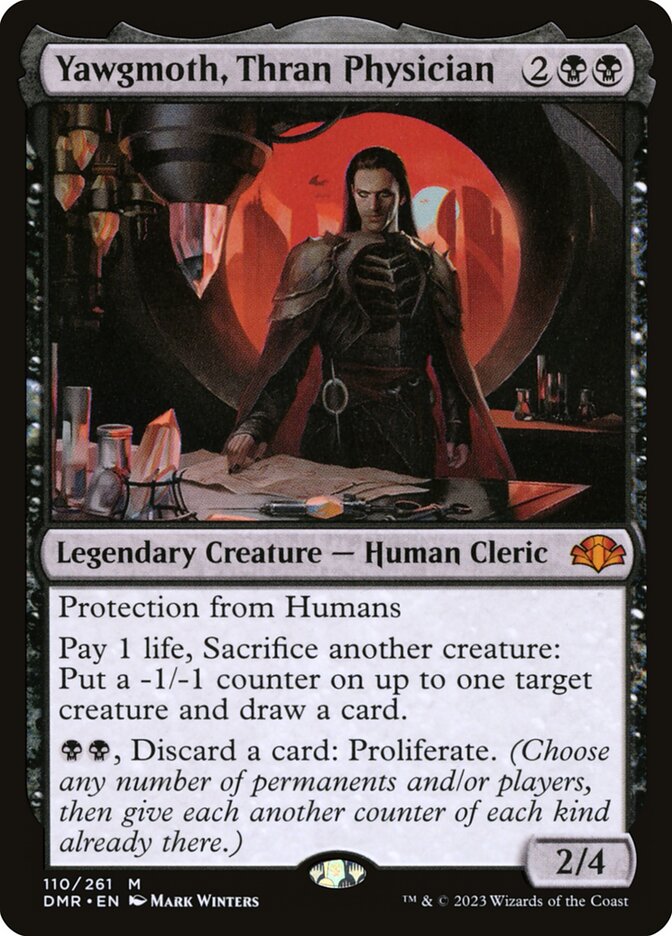 Yawgmoth, Thran Physician 2
Legendary Creature — Human Cleric
Protection from Humans
Pay 1 life, Sacrifice another creature:
Put a -1/-1 counter on up to one target
creature and draw a card.
, Discard a card: Proliferate. (Choose
any number of permanents and/or players,
then give each another counter of each kind
already there.)
2/4
110/261 M
DMR • EN Mark Winters
™ & © 2023 Wizards of the Coast